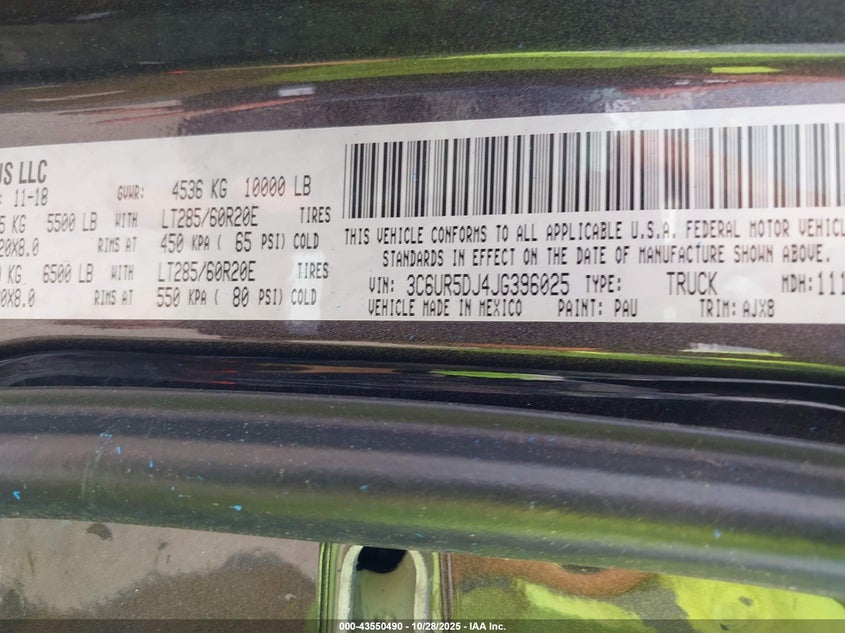 US LLC
11-18 GVWR: 4536 KG 10000 LB
KG 5500 LB WITH LT285/60R20E TIRES
20X8.0 RIMS AT 450 KPA ( 65 PSI) COLD
KG 6500 LB WITH LT285/60R20E TIRES
0X8.0 RIMS AT 550 KPA ( 80 PSI) COLD
THIS VEHICLE CONFORMS TO ALL APPLICABLE U.S.A. FEDERAL MOTOR VEHICL
STANDARDS IN EFFECT ON THE DATE OF MANUFACTURE SHOWN ABOVE.
VIN: 3C6UR5DJ4JG396025 TYPE: TRUCK MDH: 111
VEHICLE MADE IN MEXICO PAINT: PAU TRIM: AJX8
000-43550490 - 10/28/2025 - IAA Inc.